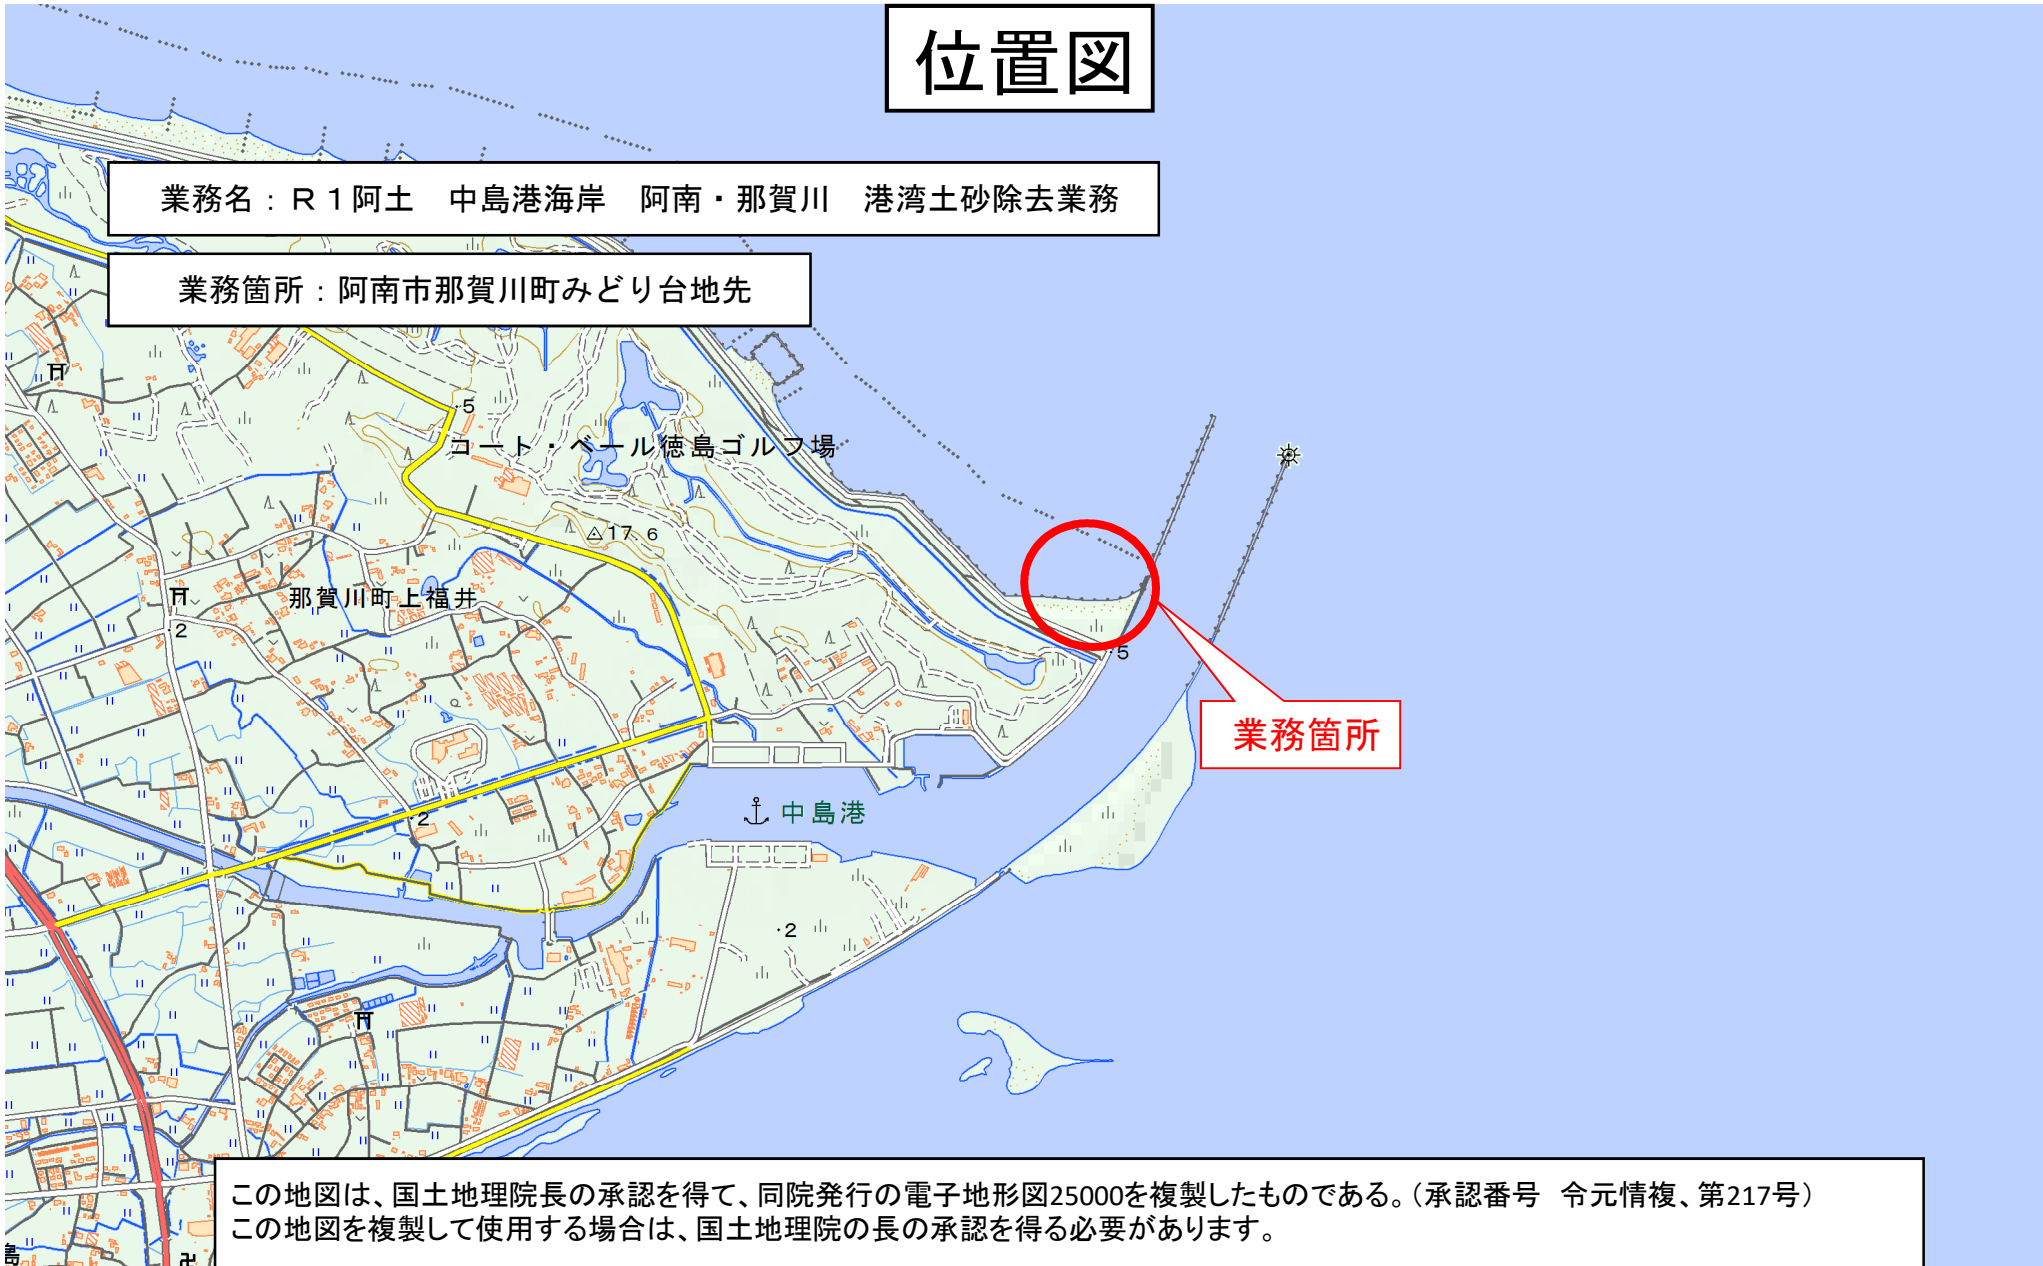 位置図
業務名：Ｒ１阿土　中島港海岸　阿南・那賀川　港湾土砂除去業務
業務箇所：阿南市那賀川町みどり台地先
・5
コート・ベール徳島ゴルフ場
△17.6
那賀川町上福井
2
・5
業務箇所
中島港
・2
・2
この地図は、国土地理院長の承認を得て、同院発行の電子地形図25000を複製したものである。（承認番号　令元情複、第217号）
この地図を複製して使用する場合は、国土地理院の長の承認を得る必要があります。
島